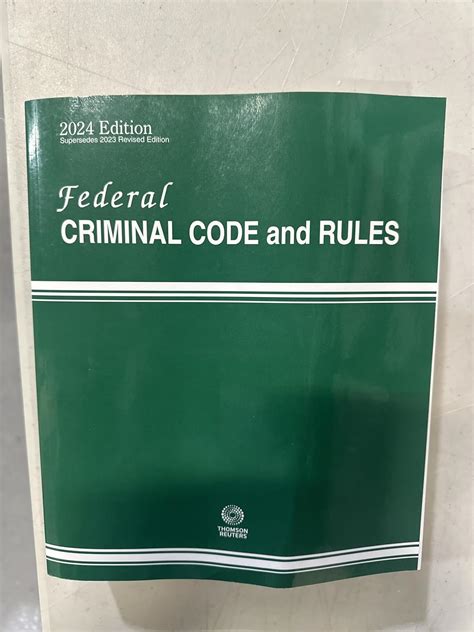 2024 Edition
Supersedes 2023 Revised Edition
Federal
CRIMINAL CODE and RULES
THOMSON
REUTERS